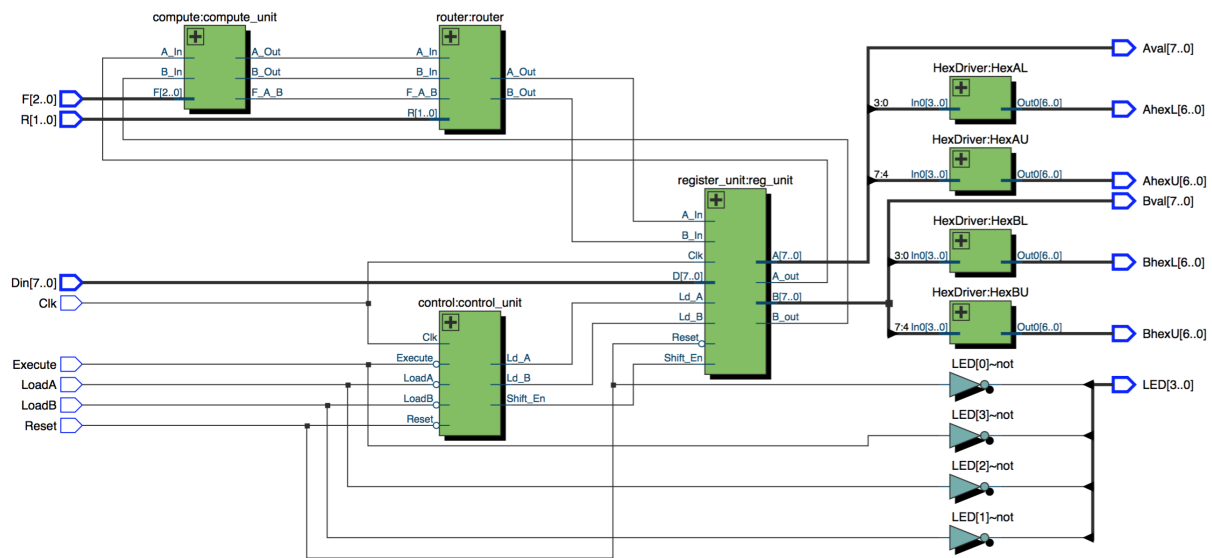 compute:compute_unit
A_In
B_In
F[2..0]
A_Out
B_Out
F_A_B
router:router
A_In
B_In
F_A_B
R[1..0]
A_Out
B_Out
F[2..0]
R[1..0]
Din[7..0]
Clk
Execute
LoadA
LoadB
Reset
control:control_unit
Clk
Execute
LoadA
LoadB
Reset
Ld_A
Ld_B
Shift_En
register_unit:reg_unit
A_In
B_In
Clk
D[7..0]
Ld_A
Ld_B
Reset
Shift_En
A[7..0]
A_out
B[7..0]
B_out
HexDriver:HexAL
3:0 In0[3..0] Out0[6..0]
HexDriver:HexAU
7:4 In0[3..0] Out0[6..0]
HexDriver:HexBL
3:0 In0[3..0] Out0[6..0]
HexDriver:HexBU
7:4 In0[3..0] Out0[6..0]
LED[0]~not
LED[3]~not
LED[2]~not
LED[1]~not
Aval[7..0]
AhexL[6..0]
AhexU[6..0]
Bval[7..0]
BhexL[6..0]
BhexU[6..0]
LED[3..0]